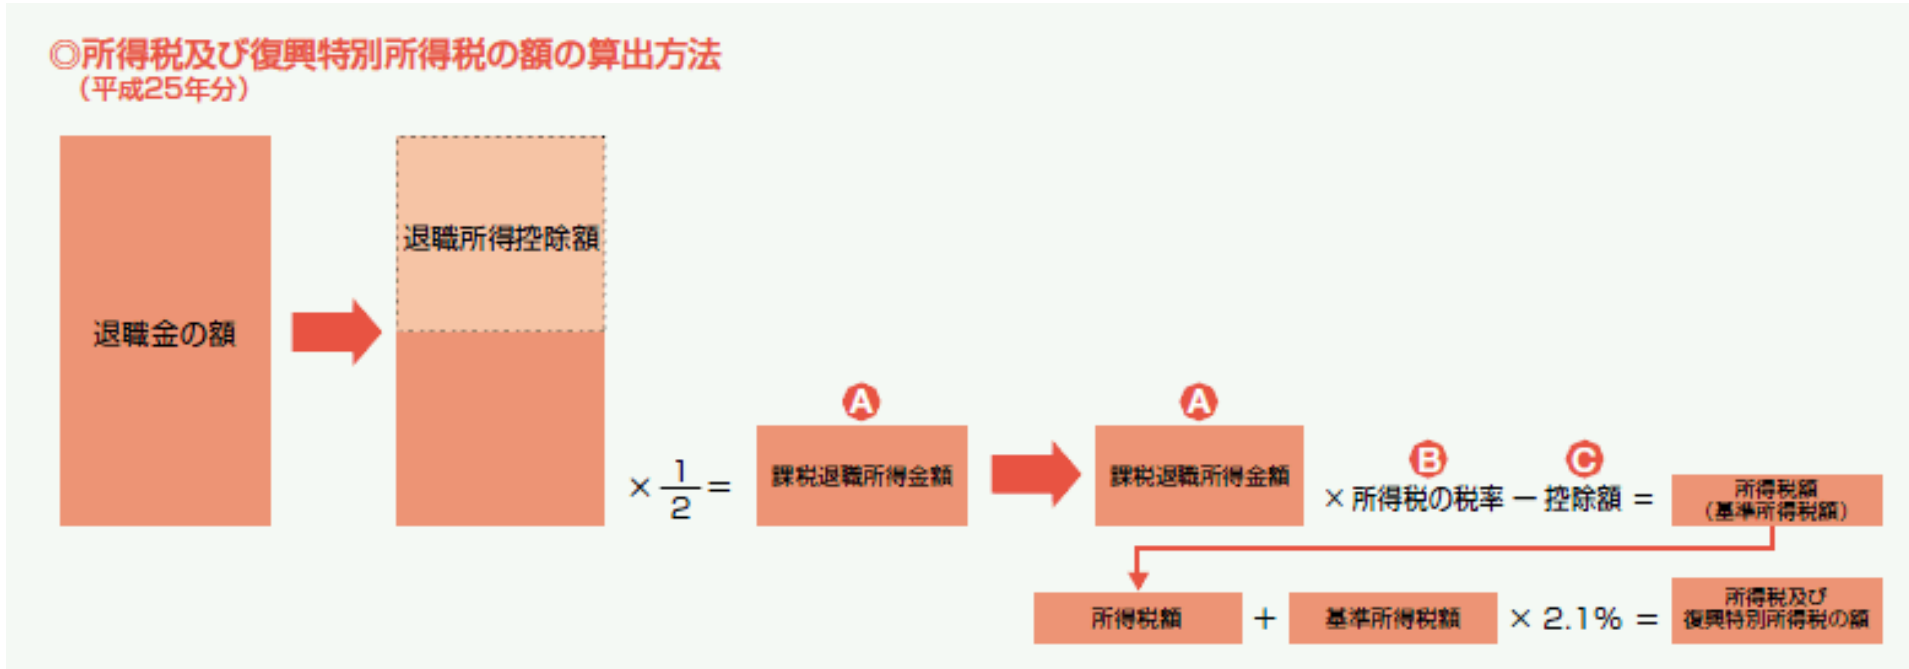 ◎所得税及び復興特別所得税の額の算出方法
（平成25年分）
退職金の額
退職所得控除額
× 1/2 =
A
課税退職所得金額
A
課税退職所得金額
B
C
× 所得税の税率 － 控除額 =
所得税額
（基準所得税額）
所得税額
+
基準所得税額
× 2.1% =
所得税及び
復興特別所得税の額